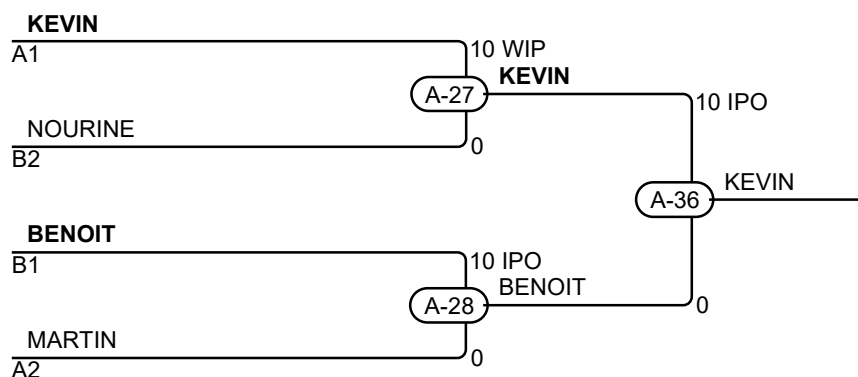 KEVIN
A1
10 WIP
A-27
KEVIN
NOURINE
B2
0
10 IPO
A-36
KEVIN
BENOIT
B1
10 IPO
A-28
BENOIT
0
MARTIN
A2
0